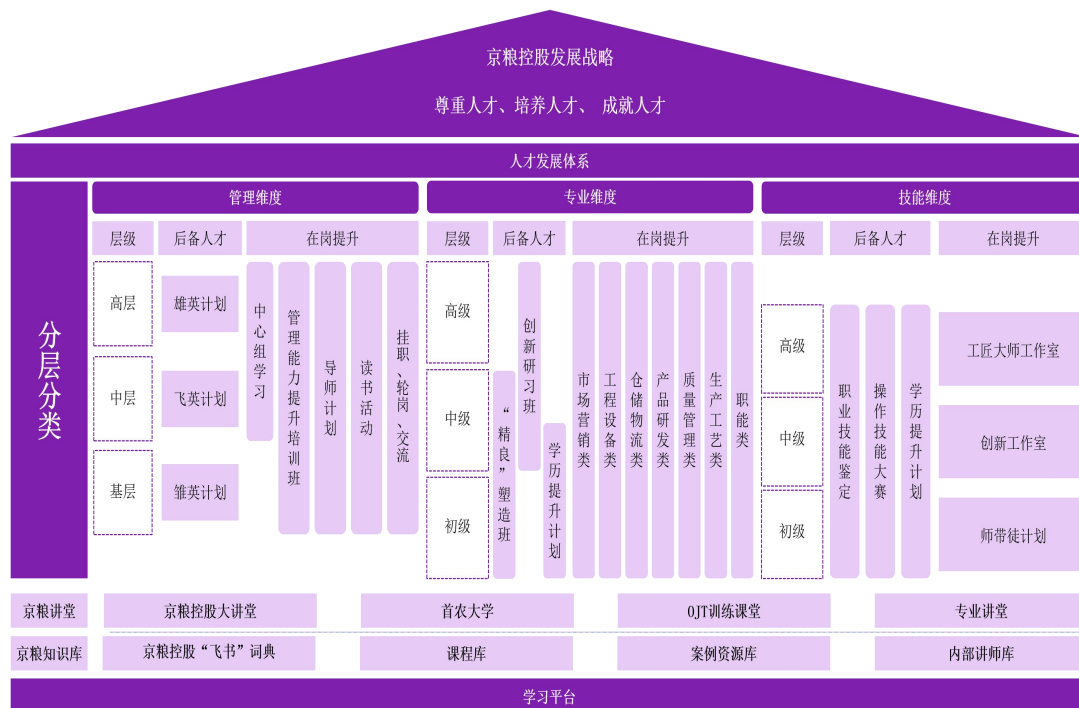 京粮控股发展战略
尊重人才、培养人才、 成就人才
人才发展体系
分层分类
管理维度
专业维度
技能维度
层级
后备人才
在岗提升
层级
后备人才
在岗提升
层级
后备人才
在岗提升
高层
中层
基层
雄英计划
飞英计划
雏英计划
中心组学习
管理能力提升培训班
导师计划
读书活动
挂职、轮岗、交流
高级
中级
初级
“精良”塑造班
创新研习班
学历提升计划
市场营销类
工程设备类
仓储物流类
产品研发类
质量管理类
生产工艺类
职能类
高级
中级
初级
职业技能鉴定
操作技能大赛
学历提升计划
工匠大师工作室
创新工作室
师带徒计划
京粮讲堂
京粮控股大讲堂
首农大学
OJT训练课堂
专业讲堂
京粮知识库
京粮控股“飞书”词典
课程库
案例资源库
内部讲师库
学习平台